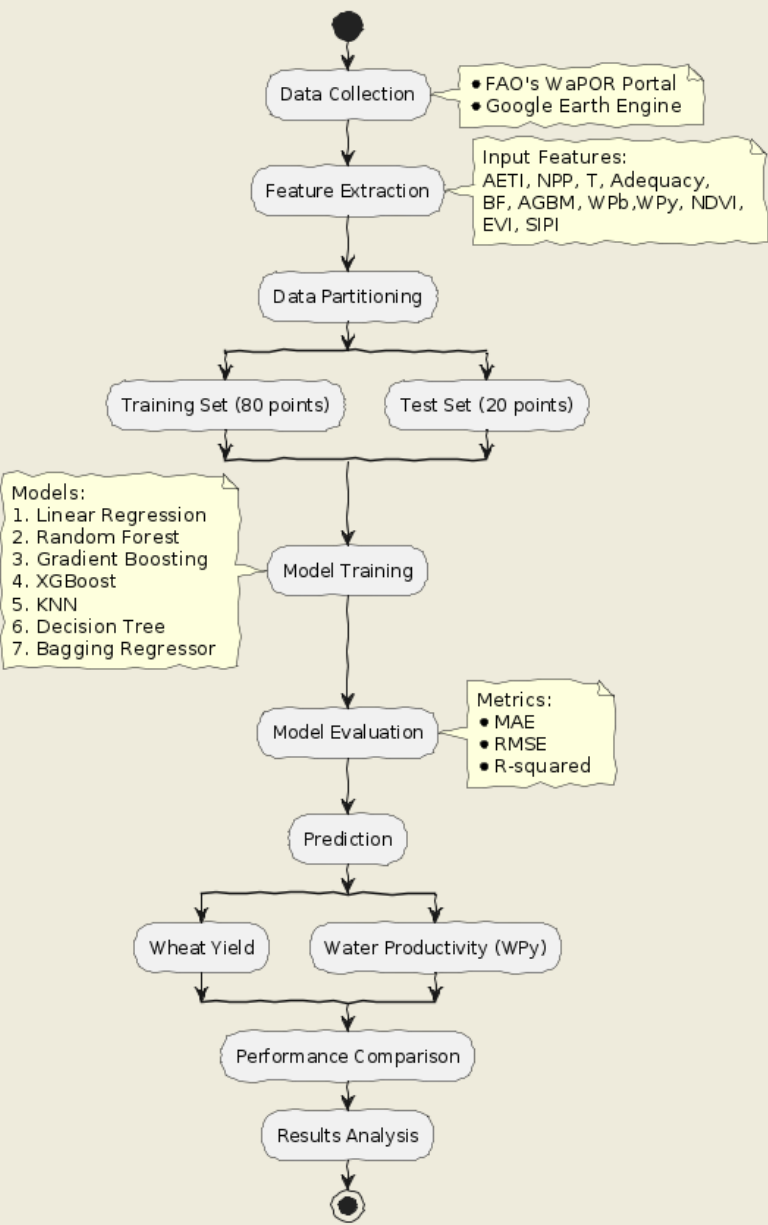 Data Collection
● FAO's WaPOR Portal
● Google Earth Engine
Feature Extraction
Input Features:
AETI, NPP, T, Adequacy,
BF, AGBM, WPb,WPy, NDVI,
EVI, SIPI
Data Partitioning
Training Set (80 points)
Test Set (20 points)
Models:
1. Linear Regression
2. Random Forest
3. Gradient Boosting
4. XGBoost
5. KNN
6. Decision Tree
7. Bagging Regressor
Model Training
Model Evaluation
Metrics:
● MAE
● RMSE
● R-squared
Prediction
Wheat Yield
Water Productivity (WPy)
Performance Comparison
Results Analysis